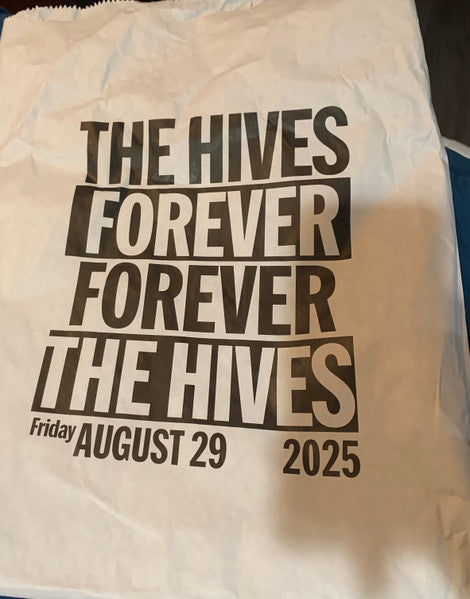 THE HIVES
FOREVER
FOREVER
THE HIVES
Friday AUGUST 29 2025